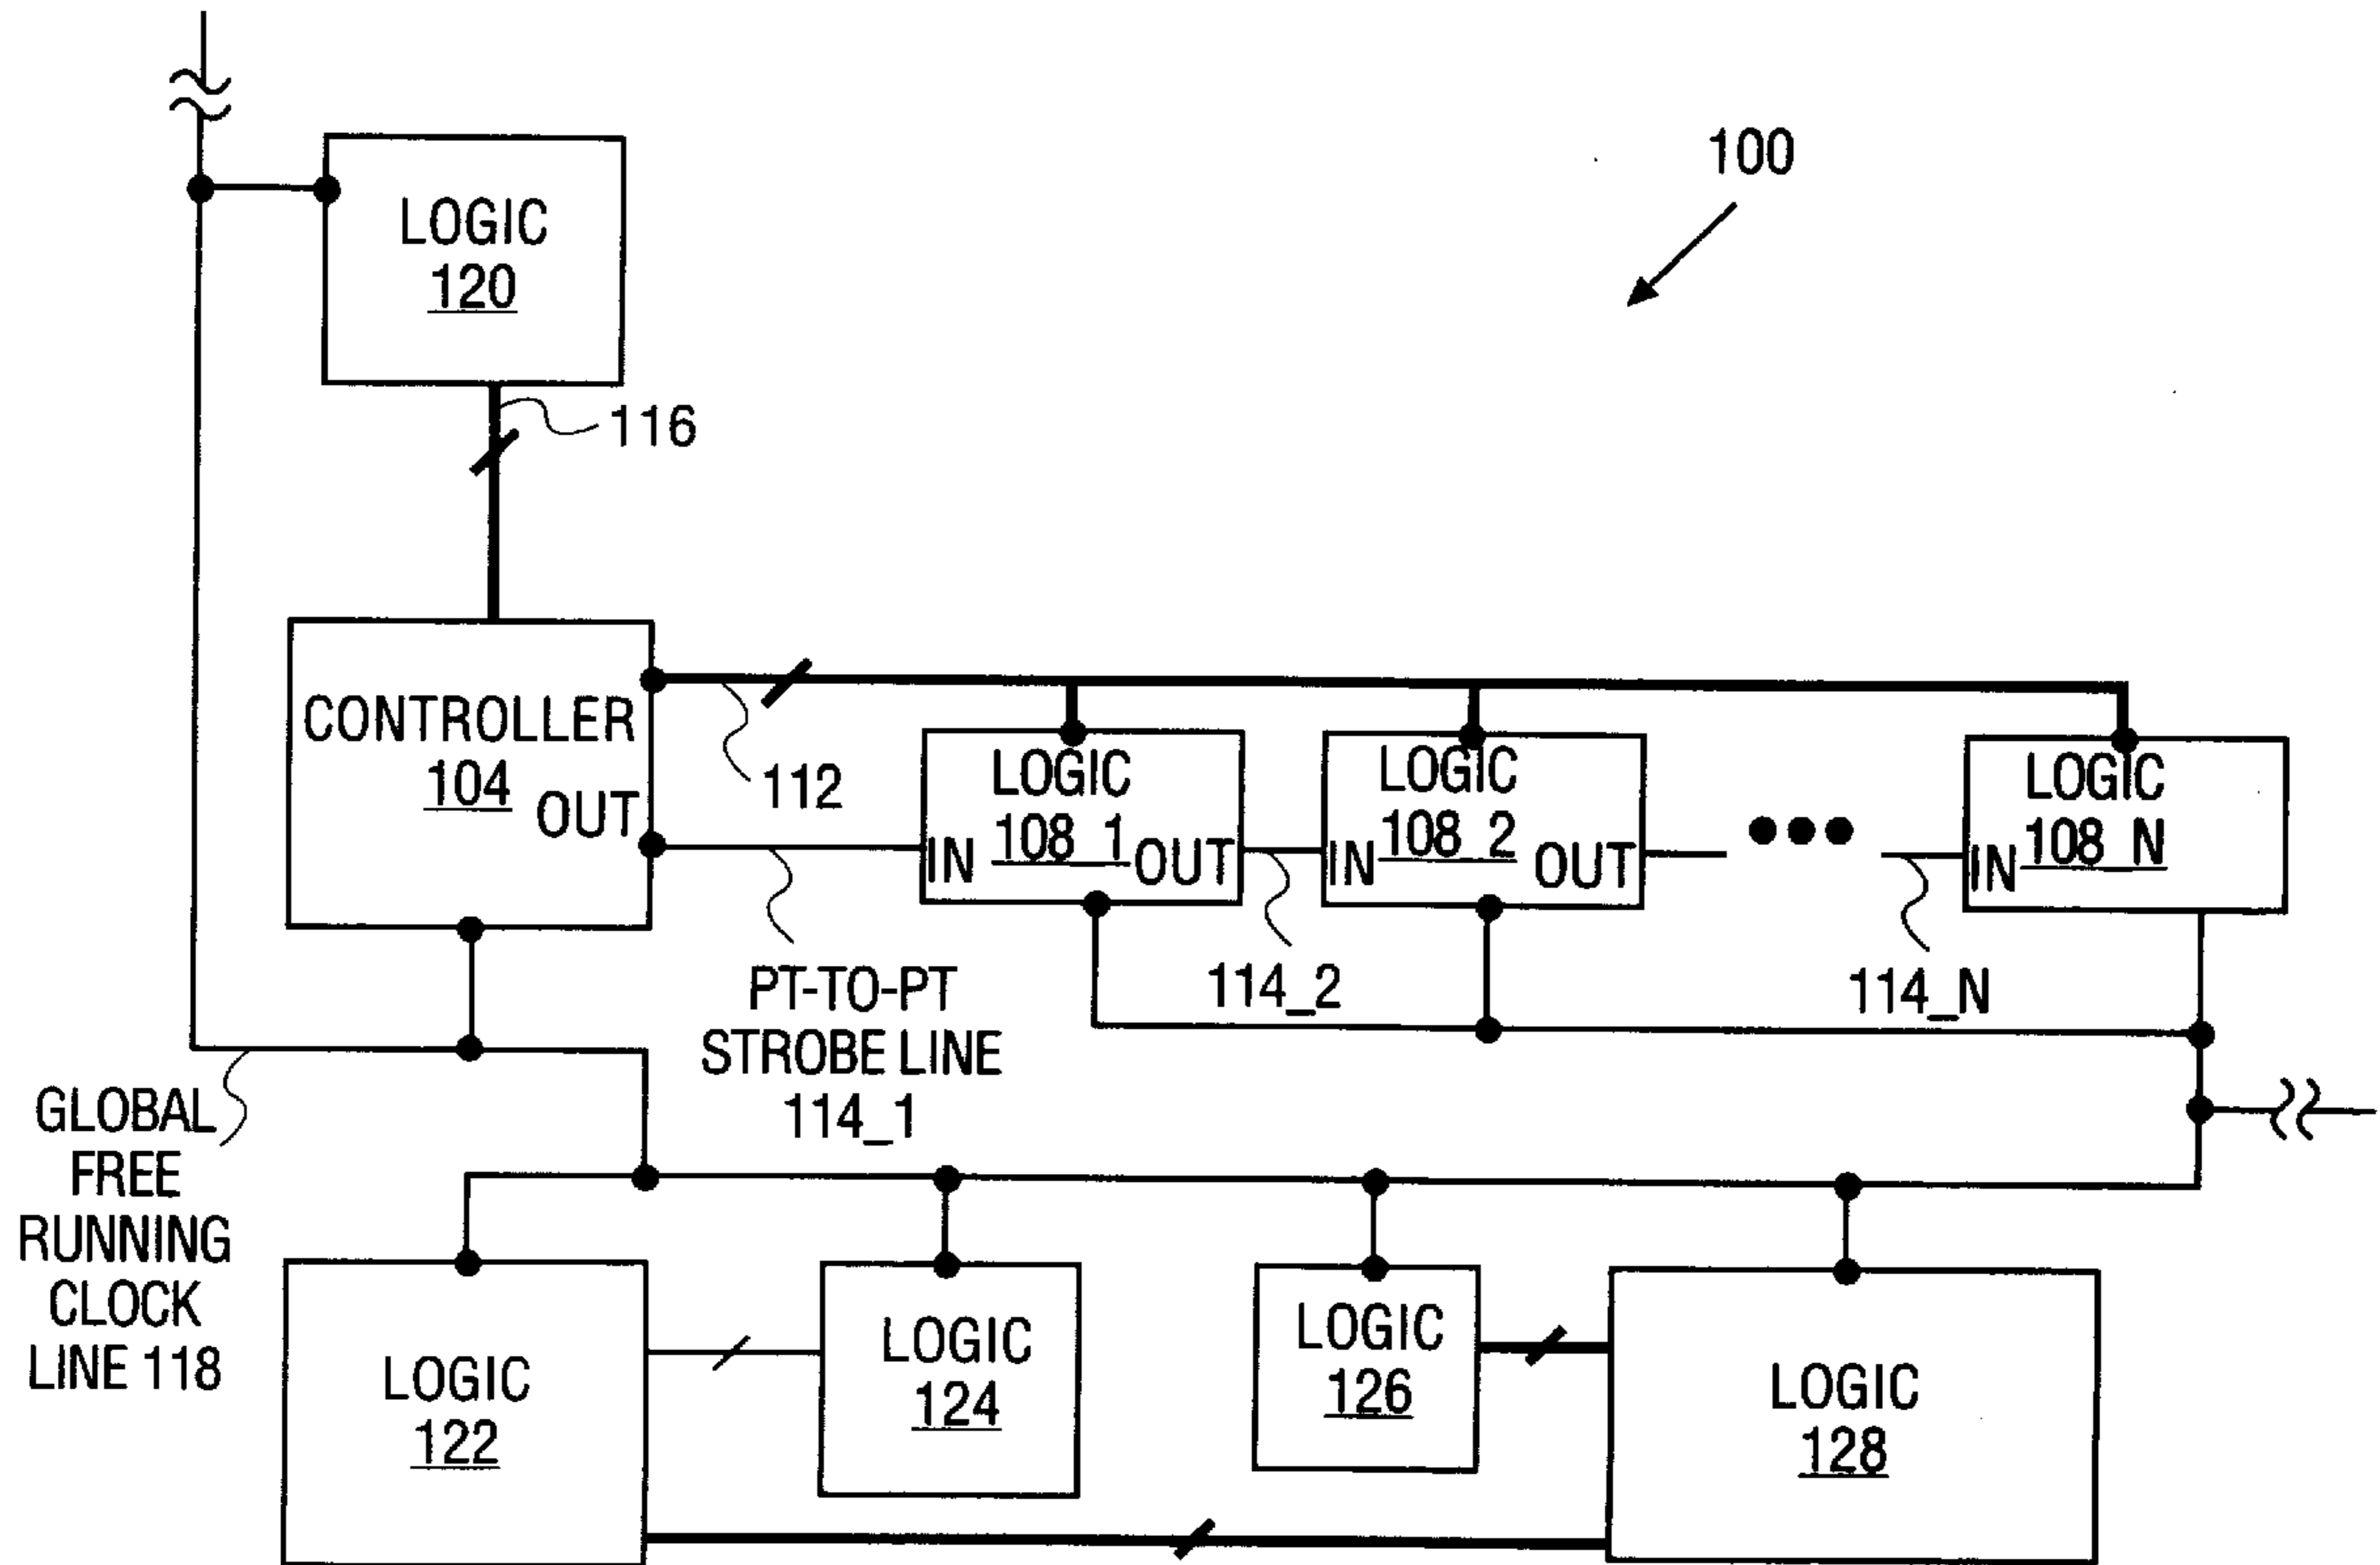 100
LOGIC
120
116
CONTROLLER
104
OUT
112
LOGIC
108_1
IN
OUT
LOGIC
108_2
IN
OUT
LOGIC
108_N
IN
PT-TO-PT
STROBE LINE
114_1
114_2
114_N
GLOBAL
FREE
RUNNING
CLOCK
LINE 118
LOGIC
122
LOGIC
124
LOGIC
126
LOGIC
128